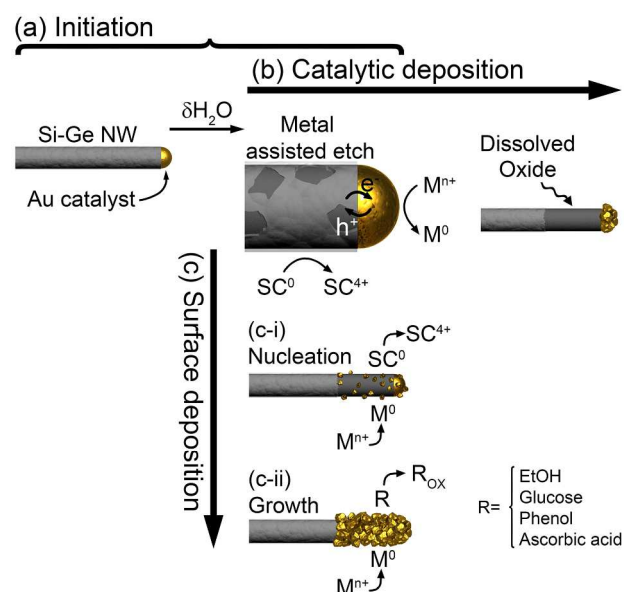 (a) Initiation
(b) Catalytic deposition
Si-Ge NW
δH₂O
Au catalyst
Metal
assisted etch
e⁻
h⁺
Mⁿ⁺
M⁰
SC⁰
SC⁴⁺
Dissolved
Oxide
(c) Surface deposition
(c-i)
Nucleation
SC⁰
SC⁴⁺
M⁰
Mⁿ⁺
(c-ii)
Growth
R
R_OX
M⁰
Mⁿ⁺
R=
EtOH
Glucose
Phenol
Ascorbic acid